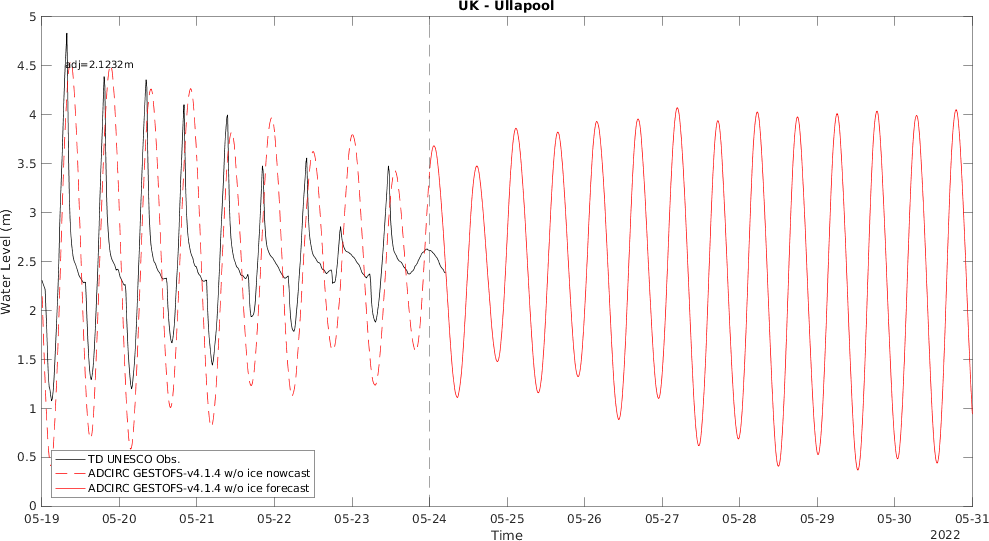 UK - Ullapool
5
4.5
4
3.5
3
2.5
2
1.5
1
0.5
0
Water Level (m)
adj=2.1232m
TD UNESCO Obs.
ADCIRC GESTOFS-v4.1.4 w/o ice nowcast
ADCIRC GESTOFS-v4.1.4 w/o ice forecast
05-19 05-20 05-21 05-22 05-23 05-24 05-25 05-26 05-27 05-28 05-29 05-30 05-31
Time
2022